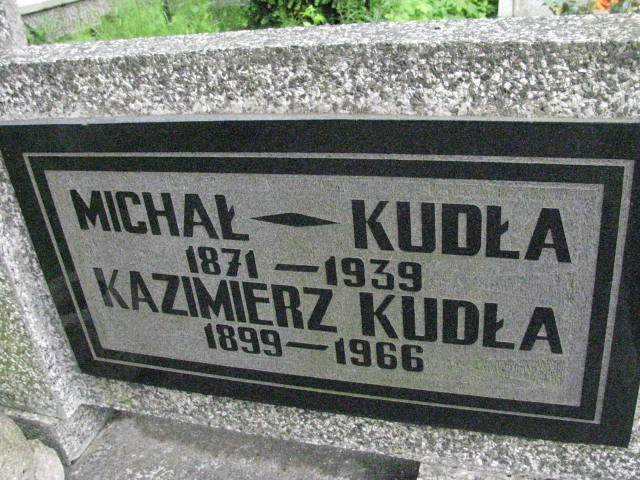 MICHAŁ KUDŁA
1871 — 1939
KAZIMIERZ KUDŁA
1899 — 1966